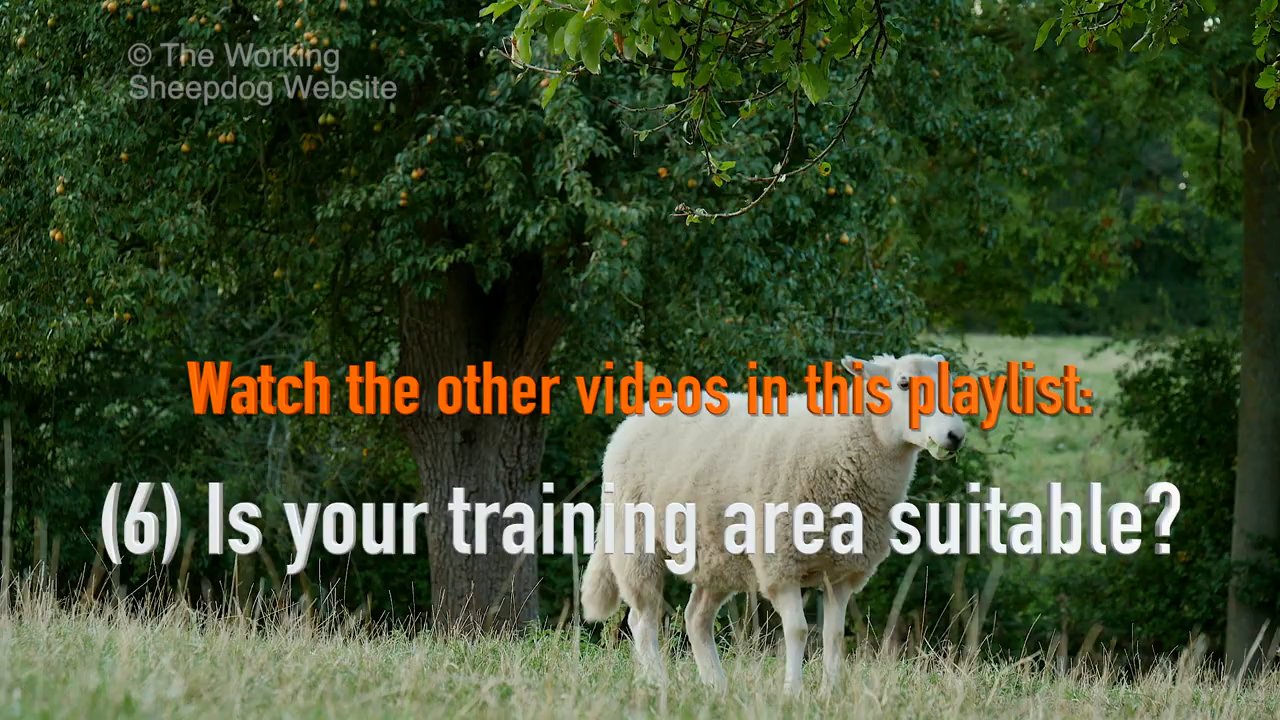 © The Working
Sheepdog Website
Watch the other videos in this playlist:
(6) Is your training area suitable?